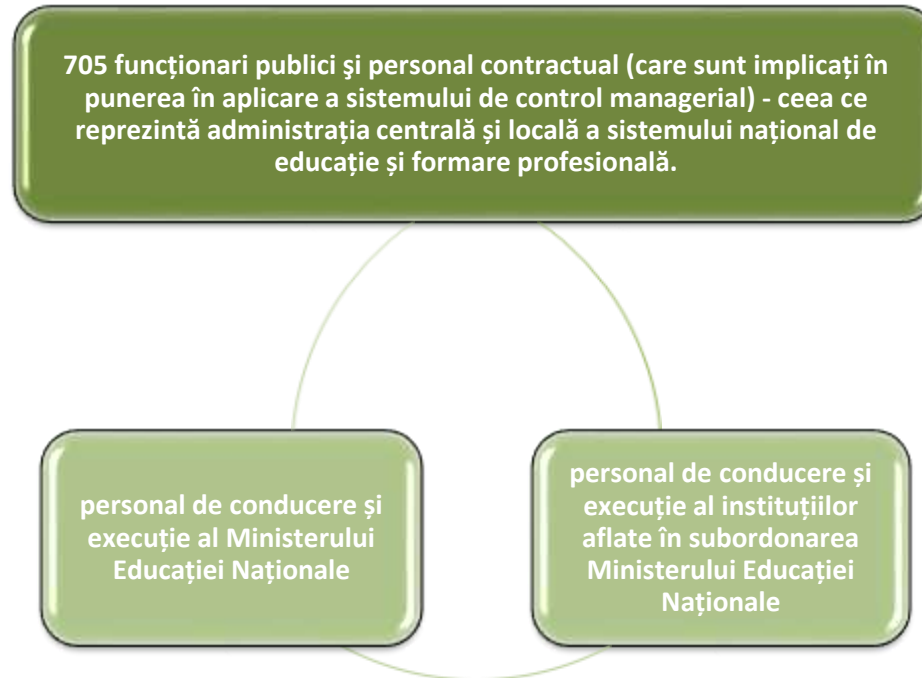 705 funcționari publici şi personal contractual (care sunt implicați în
punerea în aplicare a sistemului de control managerial) - ceea ce
reprezintă administrația centrală și locală a sistemului național de
educație și formare profesională.
personal de conducere și
execuție al Ministerului
Educației Naționale
personal de conducere și
execuție al instituțiilor
aflate în subordonarea
Ministerului Educației
Naționale